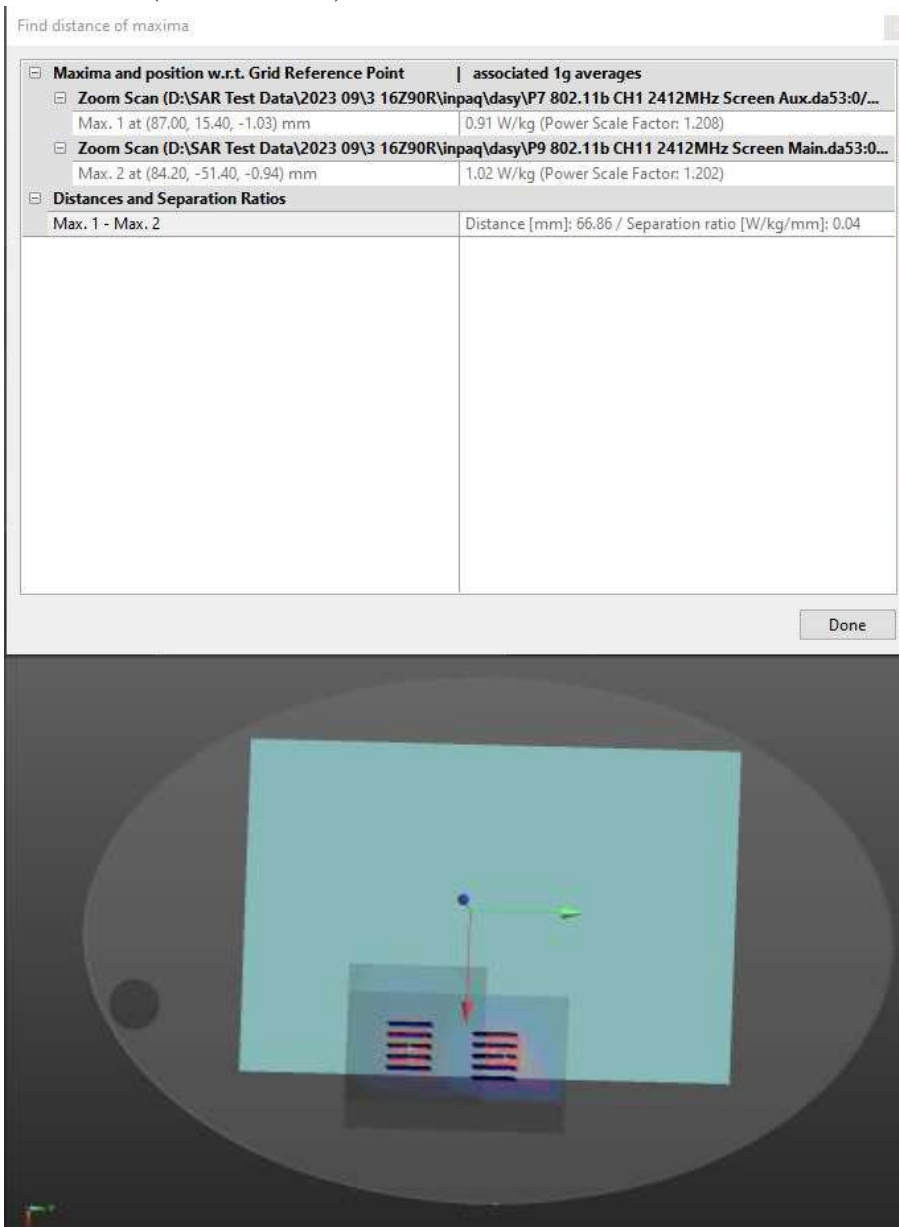 Find distance of maxima
Maxima and position w.r.t. Grid Reference Point | associated 1g averages
Zoom Scan (D:\SAR Test Data\2023 09\3 16Z90R\inpaq\dasy\P7 802.11b CH1 2412MHz Screen Aux.da53:0/...
Max. 1 at (87.00, 15.40, -1.03) mm 0.91 W/kg (Power Scale Factor: 1.208)
Zoom Scan (D:\SAR Test Data\2023 09\3 16Z90R\inpaq\dasy\P9 802.11b CH11 2412MHz Screen Main.da53:0...
Max. 2 at (84.20, -51.40, -0.94) mm 1.02 W/kg (Power Scale Factor: 1.202)
Distances and Separation Ratios
Max. 1 - Max. 2 Distance [mm]: 66.86 / Separation ratio [W/kg/mm]: 0.04
Done